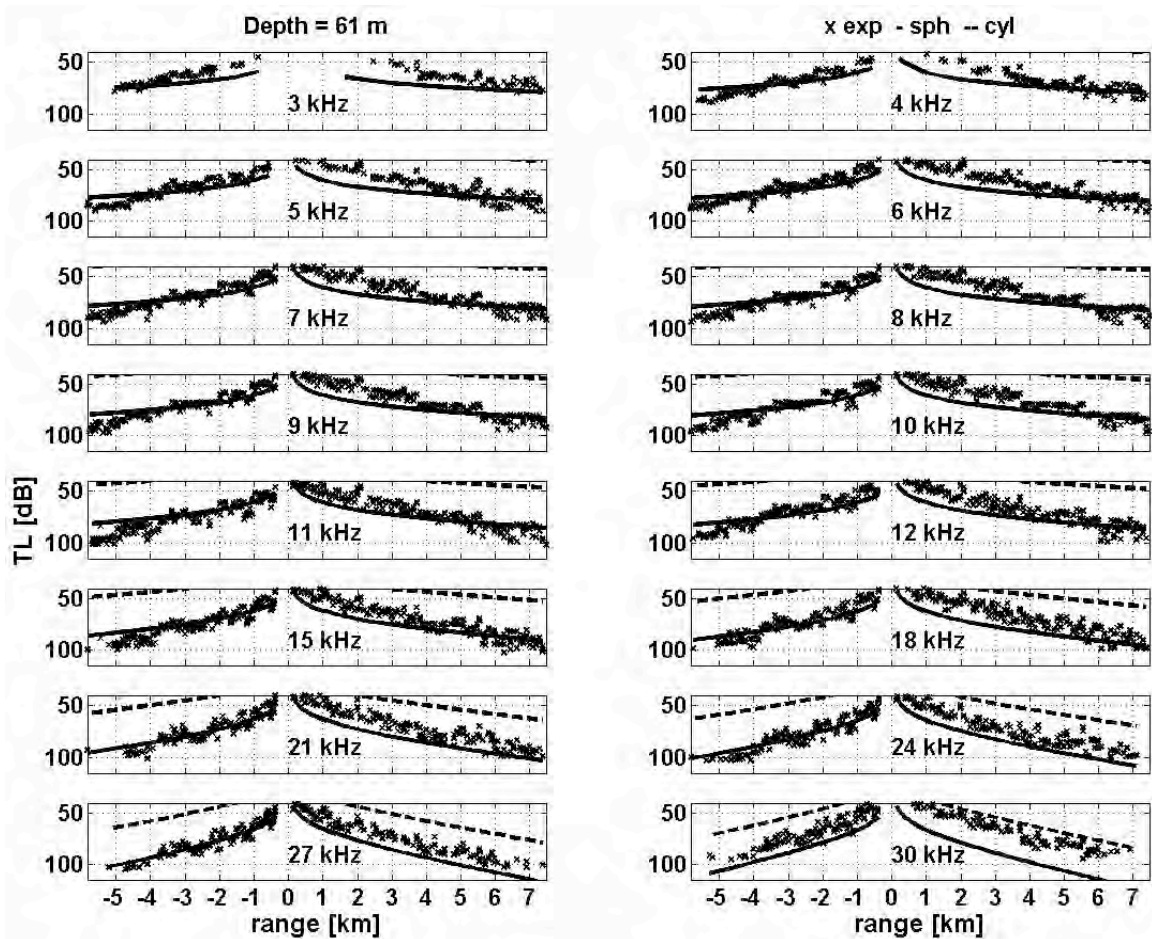 Depth = 61 m
x exp - sph -- cyl
50
100
3 kHz
50
100
4 kHz
50
100
5 kHz
50
100
6 kHz
50
100
7 kHz
50
100
8 kHz
50
100
9 kHz
50
100
10 kHz
TL [dB]
50
100
11 kHz
50
100
12 kHz
50
100
15 kHz
50
100
18 kHz
50
100
21 kHz
50
100
24 kHz
50
100
27 kHz
50
100
30 kHz
-5 -4 -3 -2 -1 0 1 2 3 4 5 6 7
-5 -4 -3 -2 -1 0 1 2 3 4 5 6 7
range [km]
range [km]